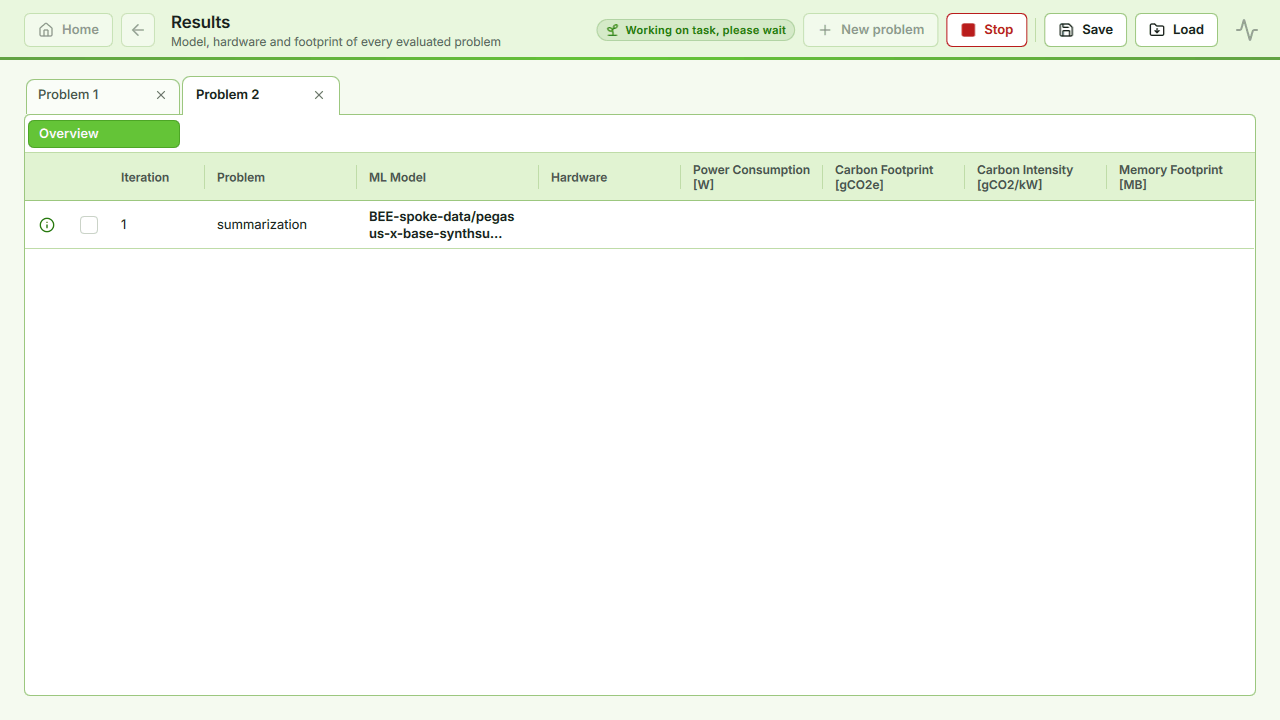 Home
Results
Model, hardware and footprint of every evaluated problem
Working on task, please wait
New problem
Stop
Save
Load
Problem 1
Problem 2
Overview
Iteration
Problem
ML Model
Hardware
Power Consumption
[W]
Carbon Footprint
[gCO2e]
Carbon Intensity
[gCO2/kW]
Memory Footprint
[MB]
1
summarization
BEE-spoke-data/pegas
us-x-base-synthsu...